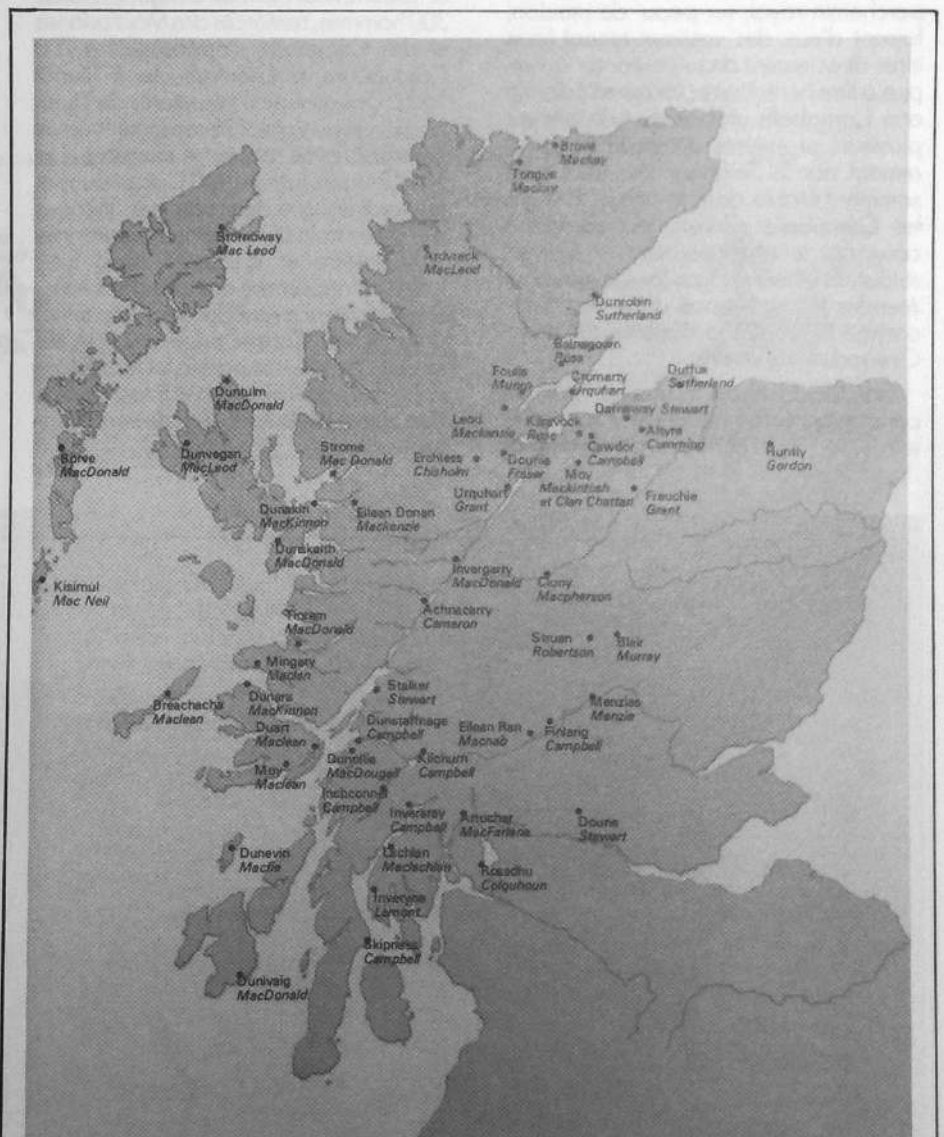 Borve
Mackay
Tongue
Mackay
Stornoway
Mac Leod
Ardvreck
MacLeod
Dunrobin
Sutherland
Balnagown
Ross
Foulis
Munro
Cromarty
Urquhart
Duffus
Sutherland
Duntulm
MacDonald
Leod
Mackenzie
Kilravock
Rose
Darnaway Stewart
Altyre
Cumming
Cawdor
Campbell
Huntly
Gordon
Borve
MacDonald
Dunvegan
MacLeod
Strome
Mac Donald
Erchless
Chisholm
Dounie
Fraser
Moy
Mackintosh
et Clan Chattan
Urquhart
Grant
Freuchie
Grant
Dunakin
MacKinnon
Eilean Donan
Mackenzie
Dunskaith
MacDonald
Invergarry
MacDonald
Cluny
Macpherson
Kisimul
Mac Neil
Achnacarry
Cameron
Tioram
MacDonald
Struan
Robertson
Blair
Murray
Mingary
MacIan
Stalker
Stewart
Menzies
Menzie
Breachacha
Maclean
Dunara
MacKinnon
Dunstaffnage
Campbell
Eilean Ran
Macnab
Finlarig
Campbell
Duart
Maclean
Dunollie
MacDougall
Kilchurn
Campbell
Moy
Maclean
Inchconnel
Campbell
Inveraray
Campbell
Arrochar
MacFarlane
Doune
Stewart
Dunevin
Macfie
Lachlan
Maclachlan
Rossdhu
Colquhoun
Inveryne
Lamont
Skipness
Campbell
Dunivaig
MacDonald